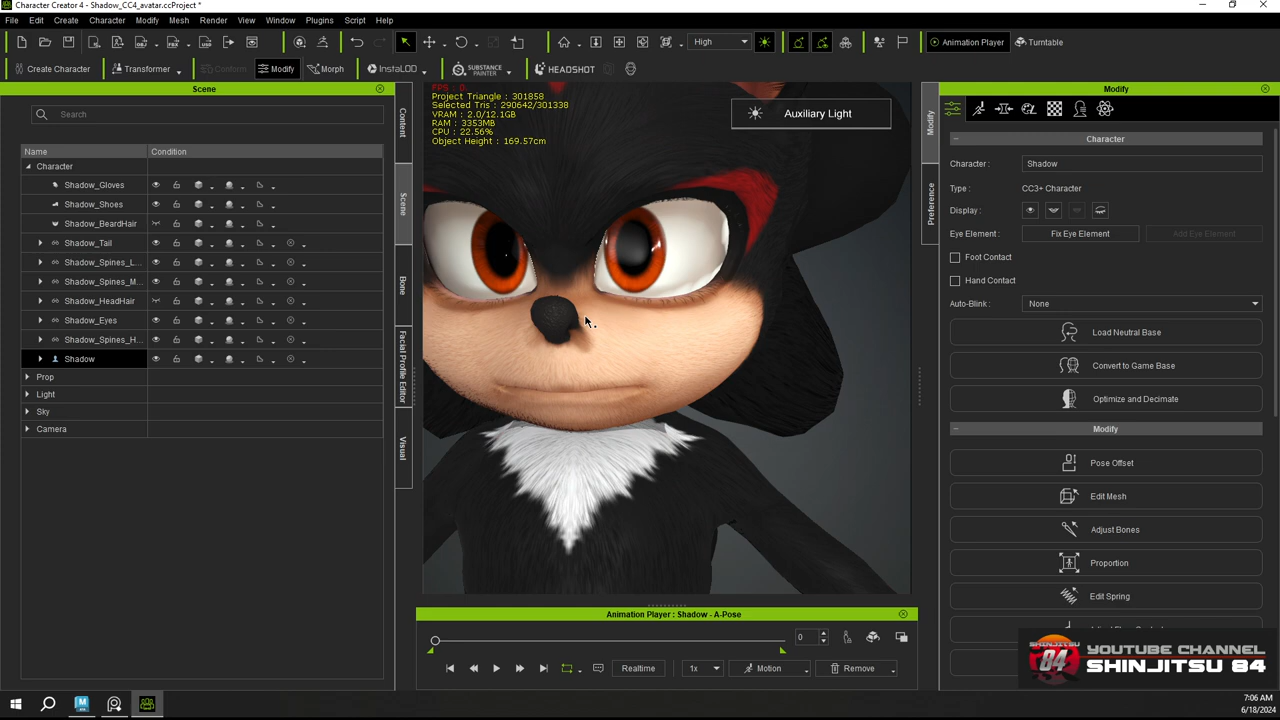 Character Creator 4 - Shadow_CC4_avatar.ccProject *
File Edit Create Character Modify Mesh Render View Window Plugins Script Help
High Animation Player Turntable
Create Character Transformer Conform Modify Morph InstaLOD SUBSTANCE PAINTER HEADSHOT
Scene
Search
Name Condition
Character
Shadow_Gloves
Shadow_Shoes
Shadow_BeardHair
Shadow_Tail
Shadow_Spines_L...
Shadow_Spines_M...
Shadow_HeadHair
Shadow_Eyes
Shadow_Spines_H...
Shadow
Prop
Light
Sky
Camera
Content
Scene
Bone
Facial Profile Editor
Visual
FPS : 0
Project Triangle : 301858
Selected Tris : 290642/301338
VRAM : 2.0/12.1GB
RAM : 3353MB
CPU : 22.56%
Object Height : 169.57cm
Auxiliary Light
Animation Player : Shadow - A-Pose
0
Realtime 1x Motion Remove
Modify
Preference
Modify
Character
Character : Shadow
Type : CC3+ Character
Display :
Eye Element : Fix Eye Element Add Eye Element
Foot Contact
Hand Contact
Auto-Blink : None
Load Neutral Base
Convert to Game Base
Optimize and Decimate
Modify
Pose Offset
Edit Mesh
Adjust Bones
Proportion
Edit Spring
SHINJITSU
84
YOUTUBE CHANNEL
SHINJITSU 84
7:06 AM
6/18/2024